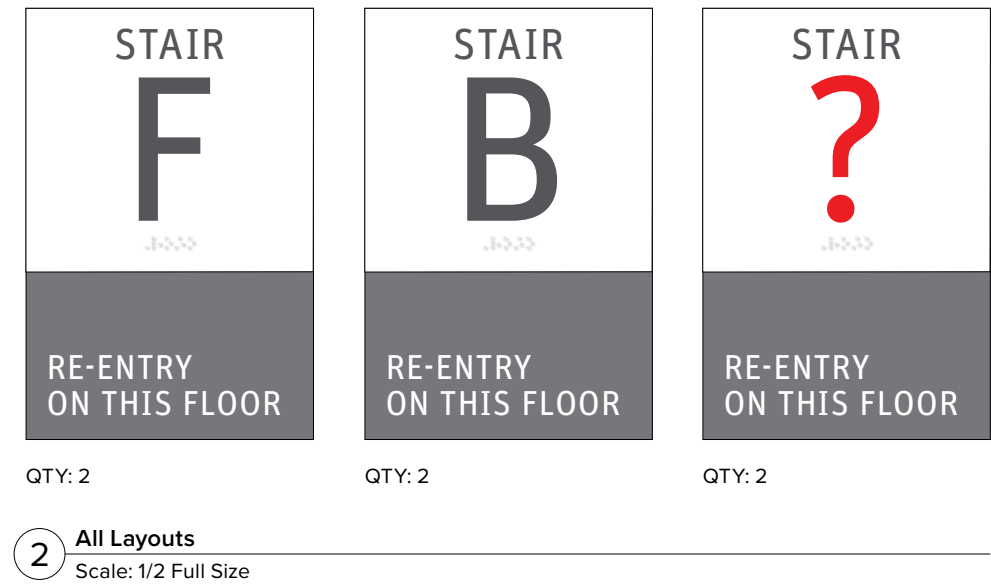 STAIR
F
RE-ENTRY
ON THIS FLOOR
QTY: 2
STAIR
B
RE-ENTRY
ON THIS FLOOR
QTY: 2
STAIR
?
RE-ENTRY
ON THIS FLOOR
QTY: 2
2
All Layouts
Scale: 1/2 Full Size